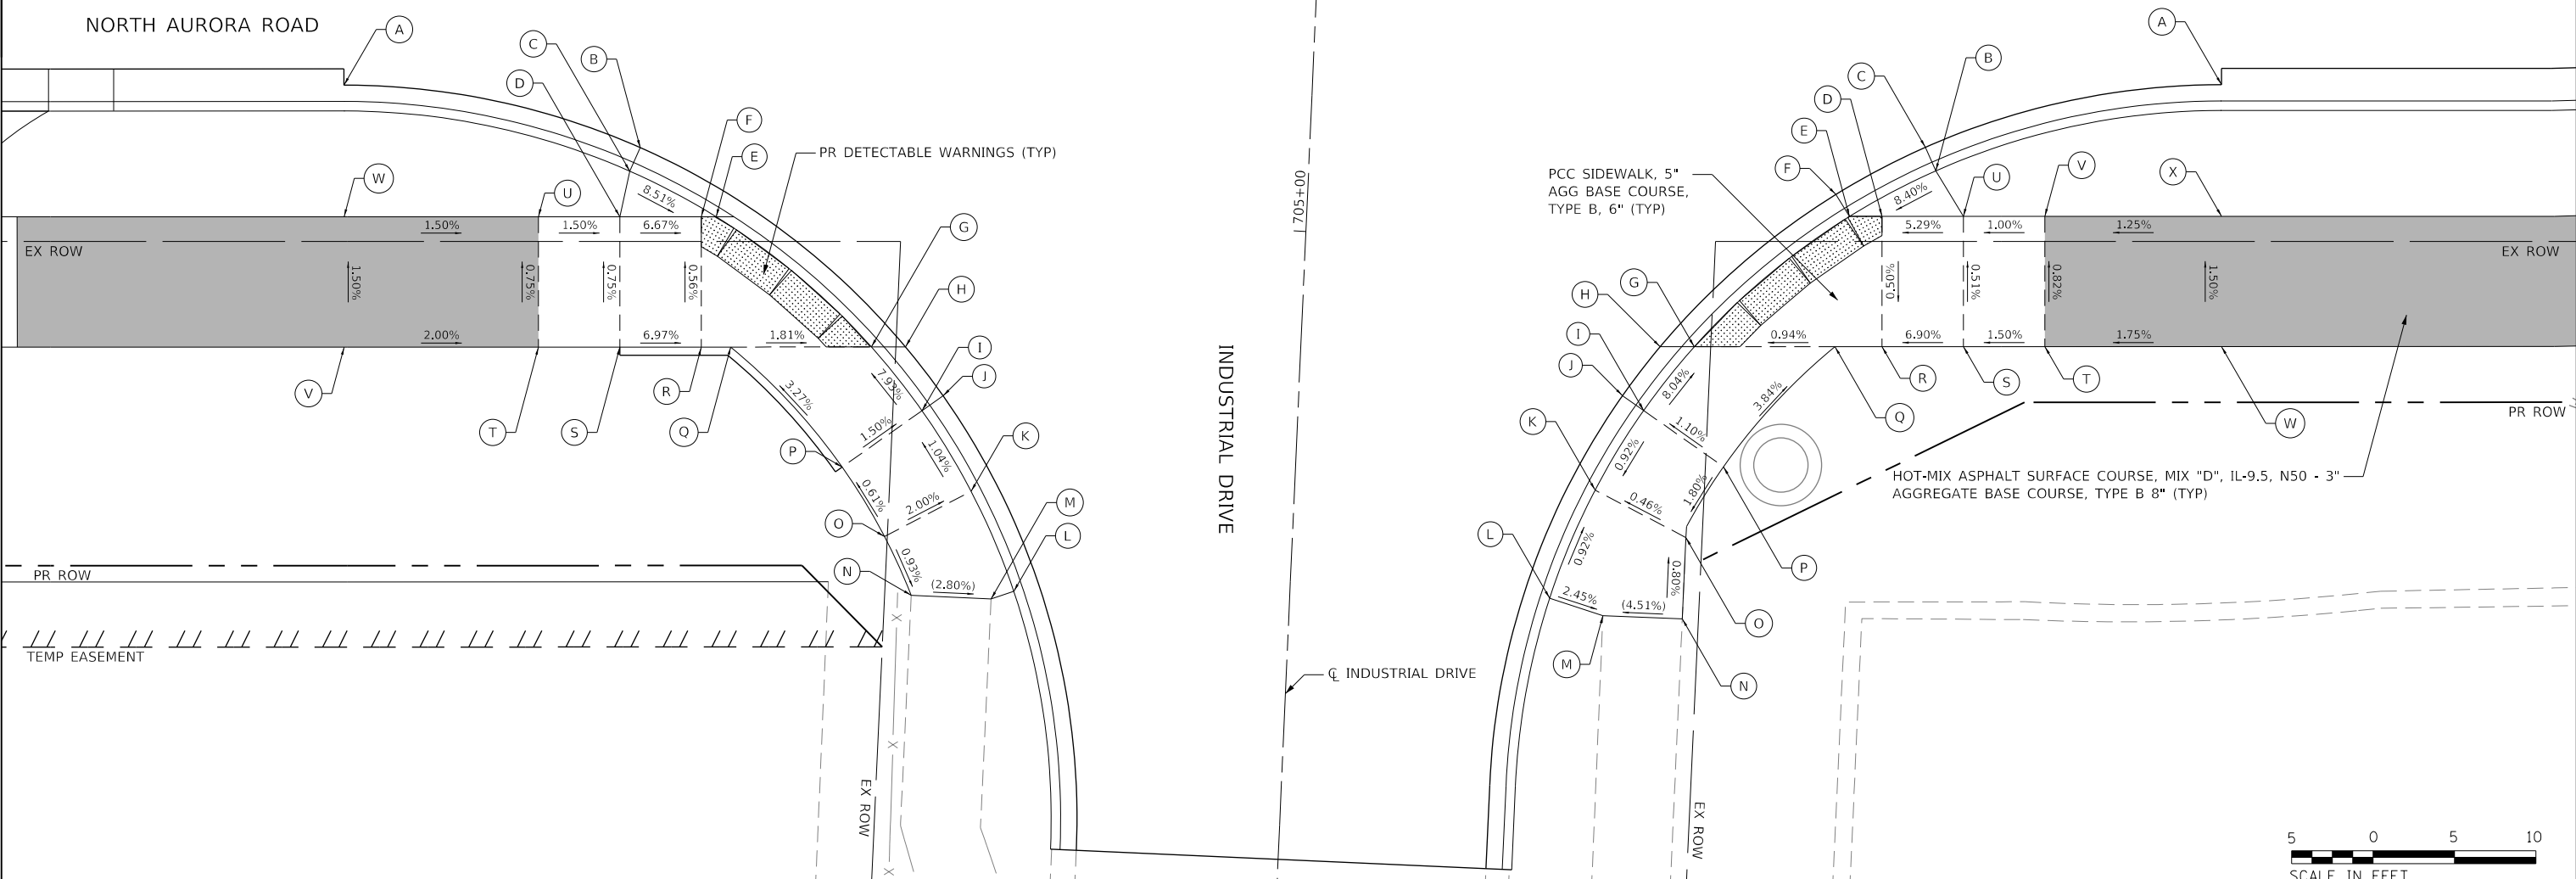 NORTH AURORA ROAD
A
C
B
D
F
E
PR DETECTABLE WARNINGS (TYP)
W
U
8.51%
1.50%
1.50%
6.67%
EX ROW
1.50%
0.75%
0.75%
0.56%
2.00%
6.97%
1.81%
G
H
I
J
V
T
S
R
Q
7.93%
3.27%
1.50%
1.04%
K
P
0.61%
2.00%
O
M
L
N
0.93%
(2.80%)
PR ROW
TEMP EASEMENT
X
X
X
EX ROW
705+00
INDUSTRIAL DRIVE
℄ INDUSTRIAL DRIVE
A
B
C
D
E
F
U
V
X
PCC SIDEWALK, 5"
AGG BASE COURSE,
TYPE B, 6" (TYP)
8.40%
5.29%
1.00%
1.25%
EX ROW
0.50%
0.51%
0.82%
1.50%
0.94%
6.90%
1.50%
1.75%
G
H
I
J
R
S
T
Q
W
PR ROW
8.04%
3.84%
1.10%
0.92%
K
1.80%
0.46%
HOT-MIX ASPHALT SURFACE COURSE, MIX "D", IL-9.5, N50 - 3"
AGGREGATE BASE COURSE, TYPE B 8" (TYP)
L
0.92%
0.80%
P
2.45%
(4.51%)
O
M
N
EX ROW
5 0 5 10
SCALE IN FEET